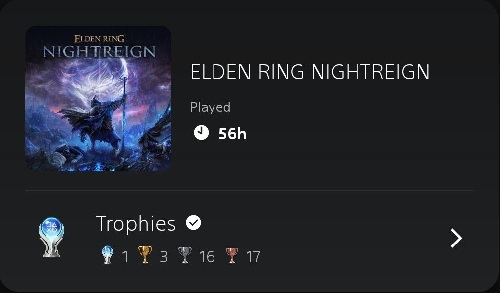 ELDEN RING
NIGHTREIGN
ELDEN RING NIGHTREIGN
Played
56h
Trophies
1 3 16 17